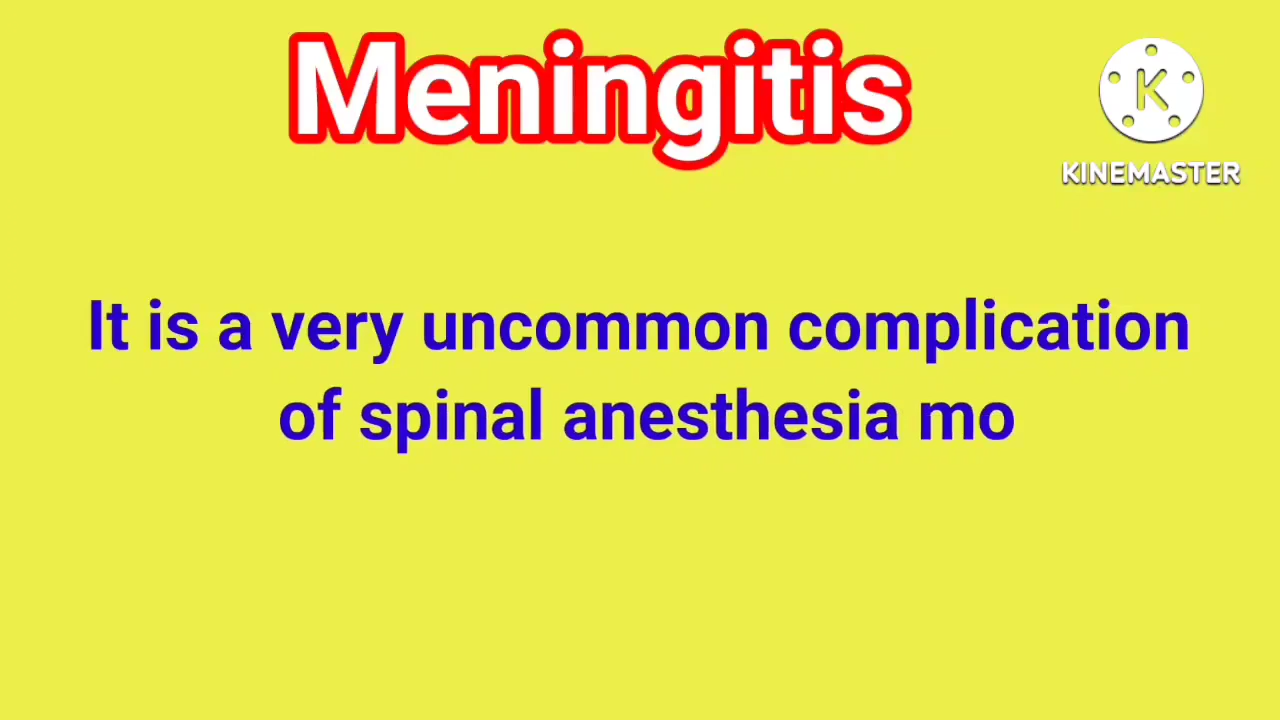 Meningitis
K
KINEMASTER
It is a very uncommon complication
of spinal anesthesia mo